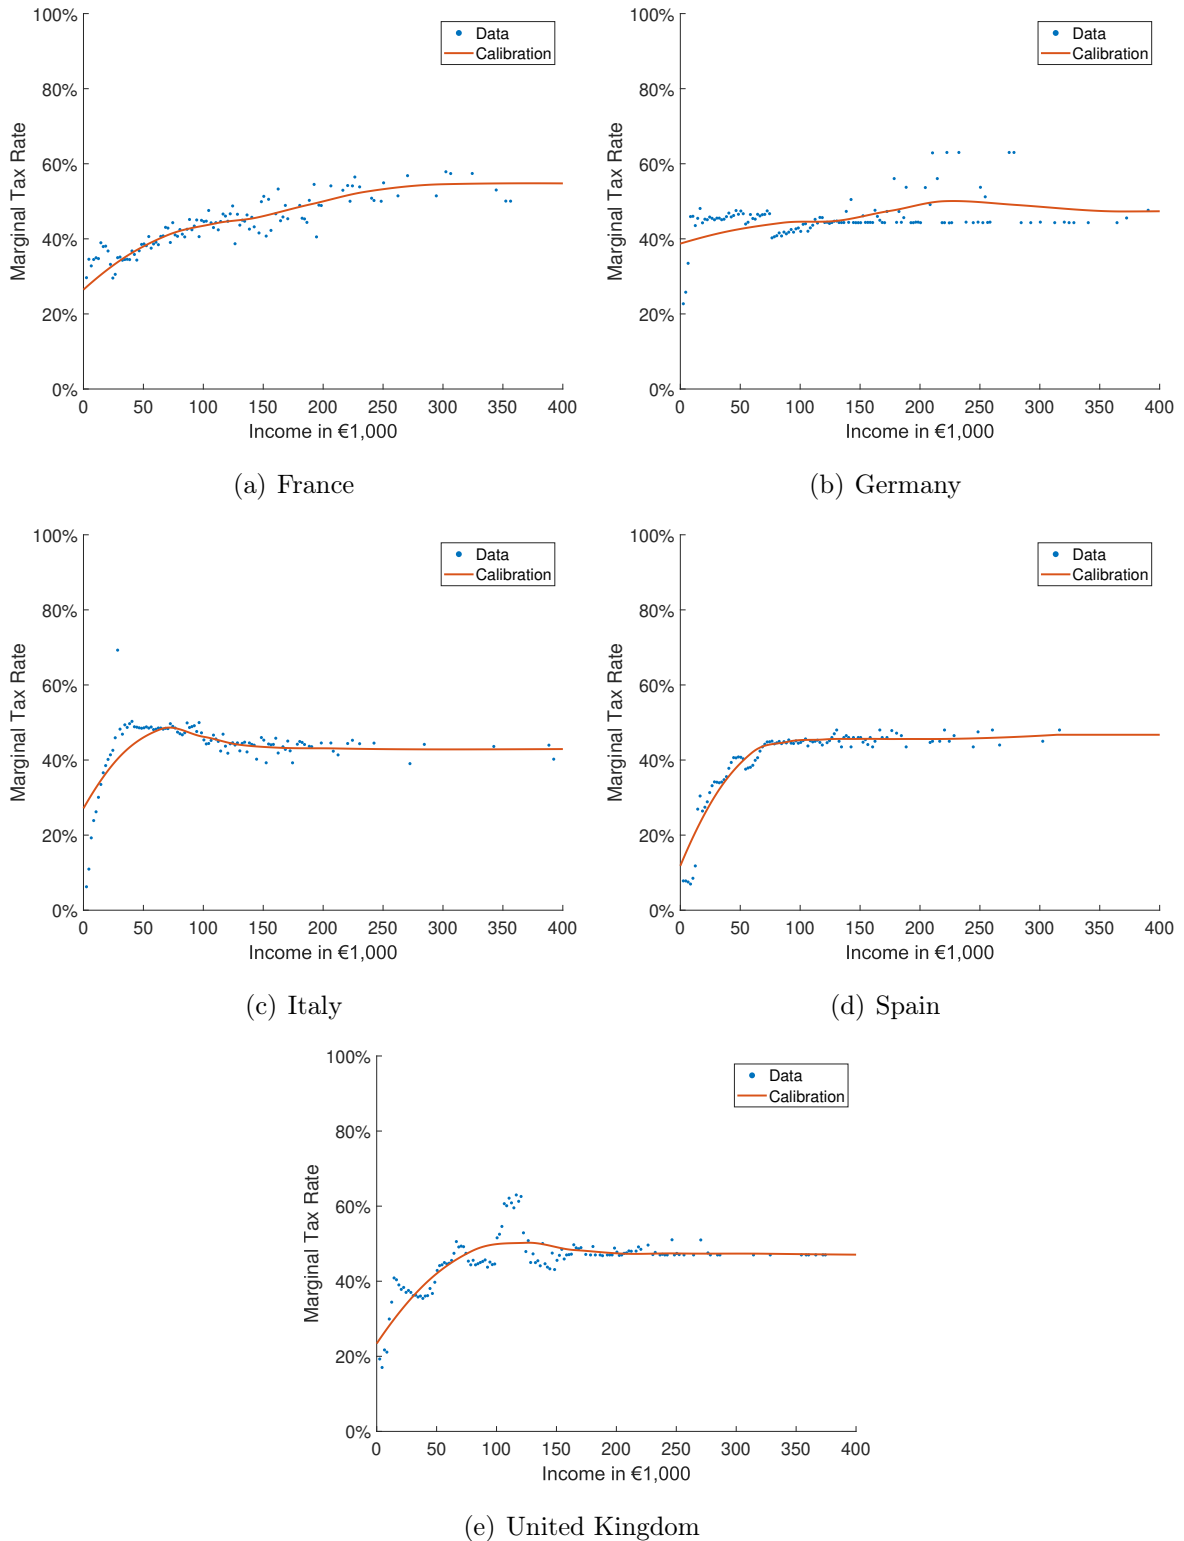 100%
80%
60%
40%
20%
0%
Marginal Tax Rate
0 50 100 150 200 250 300 350 400
Income in €1,000
Data
Calibration
(a) France
100%
80%
60%
40%
20%
0%
Marginal Tax Rate
0 50 100 150 200 250 300 350 400
Income in €1,000
Data
Calibration
(b) Germany
100%
80%
60%
40%
20%
0%
Marginal Tax Rate
0 50 100 150 200 250 300 350 400
Income in €1,000
Data
Calibration
(c) Italy
100%
80%
60%
40%
20%
0%
Marginal Tax Rate
0 50 100 150 200 250 300 350 400
Income in €1,000
Data
Calibration
(d) Spain
100%
80%
60%
40%
20%
0%
Marginal Tax Rate
0 50 100 150 200 250 300 350 400
Income in €1,000
Data
Calibration
(e) United Kingdom